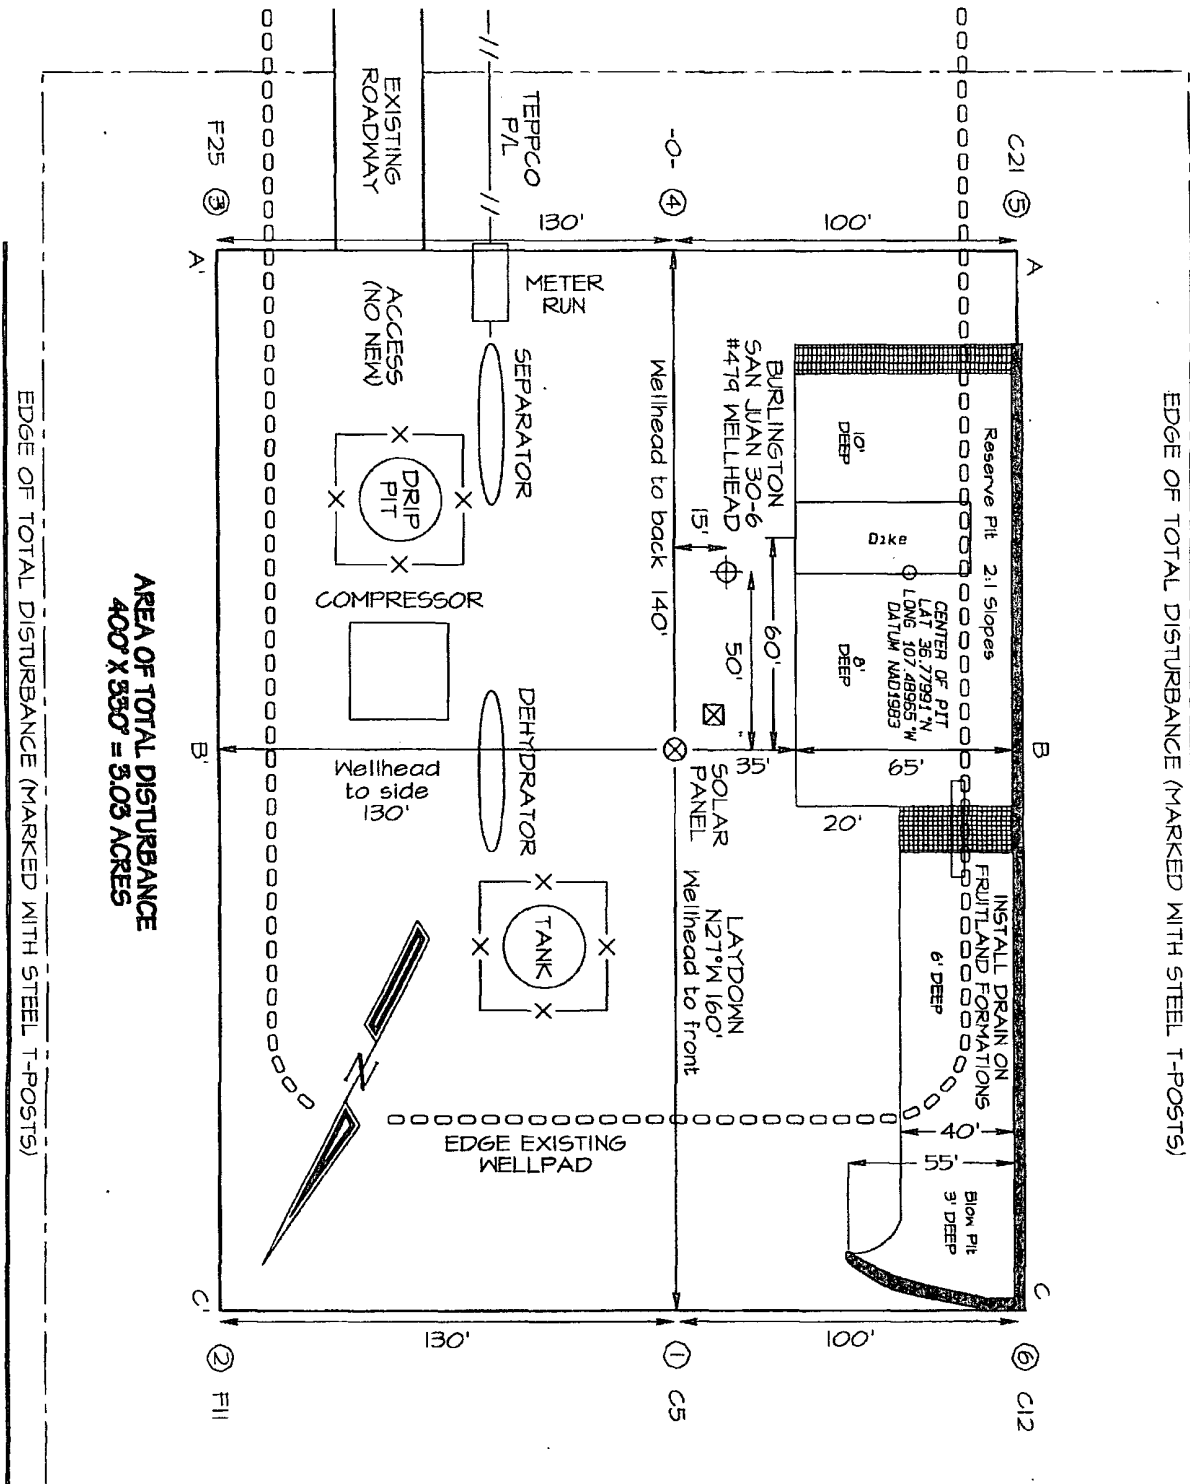 EDGE OF TOTAL DISTURBANCE (MARKED WITH STEEL T-POSTS)
C21 ⑤
A
B
C
⑥ C12
100'
Reserve Pit 2:1 Slopes
10'
DEEP
Dike
8'
DEEP
CENTER OF PIT
LAT 36.77991 °N
LONG 107.48965 °W
DATUM NAD1983
65'
20'
INSTALL DRAIN ON
FRUITLAND FORMATIONS
6' DEEP
40'
55'
Blow Pit
3' DEEP
100'
BURLINGTON
SAN JUAN 30-6
#479 WELLHEAD
15'
60'
50'
35'
SOLAR
PANEL
LAYDOWN
N27°W 160'
Wellhead to front
Wellhead to back 140'
-0- ④
① C5
130'
TEPPCO
P/L
METER
RUN
SEPARATOR
DEHYDRATOR
TANK
EDGE EXISTING
WELLPAD
130'
EXISTING
ROADWAY
ACCESS
(NO NEW)
DRIP
PIT
COMPRESSOR
Wellhead
to side
130'
N
F25 ③
A'
B'
C'
② F11
AREA OF TOTAL DISTURBANCE
400' X 330' = 3.03 ACRES
EDGE OF TOTAL DISTURBANCE (MARKED WITH STEEL T-POSTS)